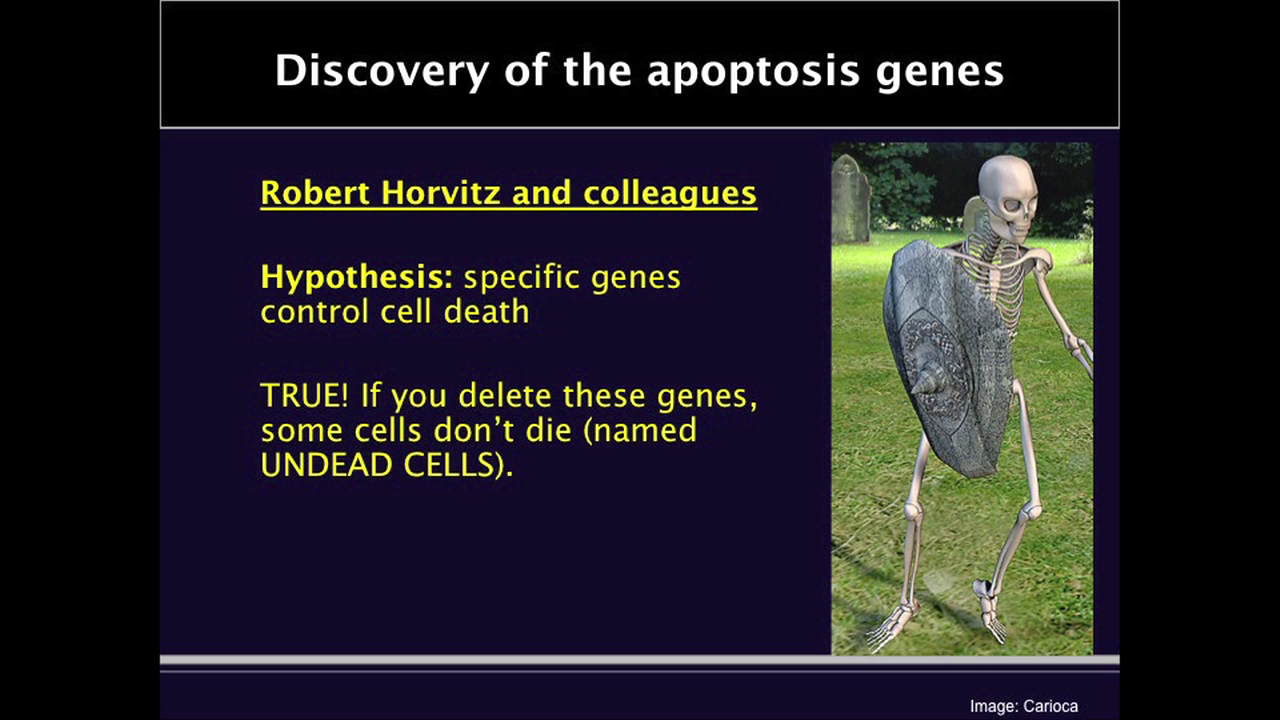 Discovery of the apoptosis genes
Robert Horvitz and colleagues
Hypothesis: specific genes
control cell death
TRUE! If you delete these genes,
some cells don’t die (named
UNDEAD CELLS).
Image: Carioca